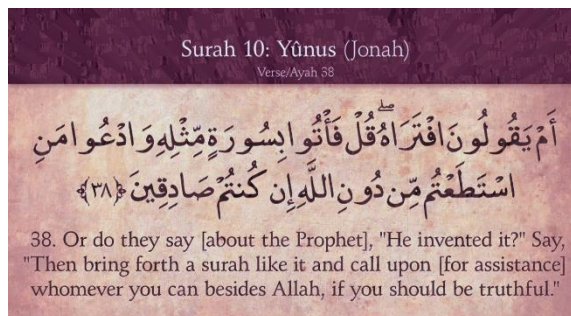 Surah 10: Yûnus (Jonah)
Verse/Ayah 38
أَمْ يَقُولُونَ افْتَرَاهُ ۖ قُلْ فَأْتُوا بِسُورَةٍ مِّثْلِهِ وَادْعُوا مَنِ
اسْتَطَعْتُم مِّن دُونِ اللَّهِ إِن كُنتُمْ صَادِقِينَ ﴿٣٨﴾
38. Or do they say [about the Prophet], "He invented it?" Say,
"Then bring forth a surah like it and call upon [for assistance]
whomever you can besides Allah, if you should be truthful."